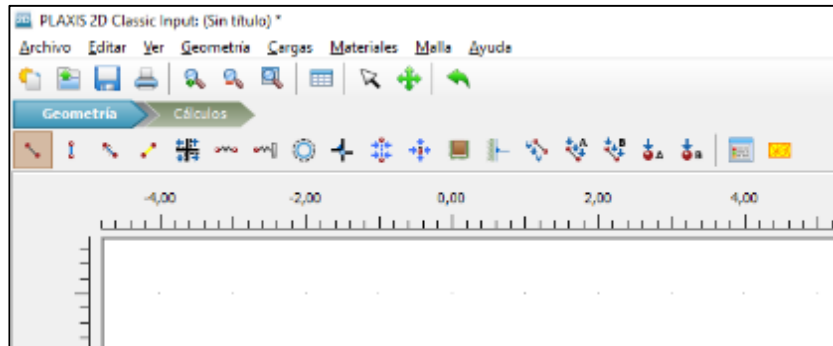 PLAXIS 2D Classic Input: (Sin título) *
Archivo Editar Ver Geometría Cargas Materiales Malla Ayuda
Geometría Cálculos
A B A B
-4,00 -2,00 0,00 2,00 4,00